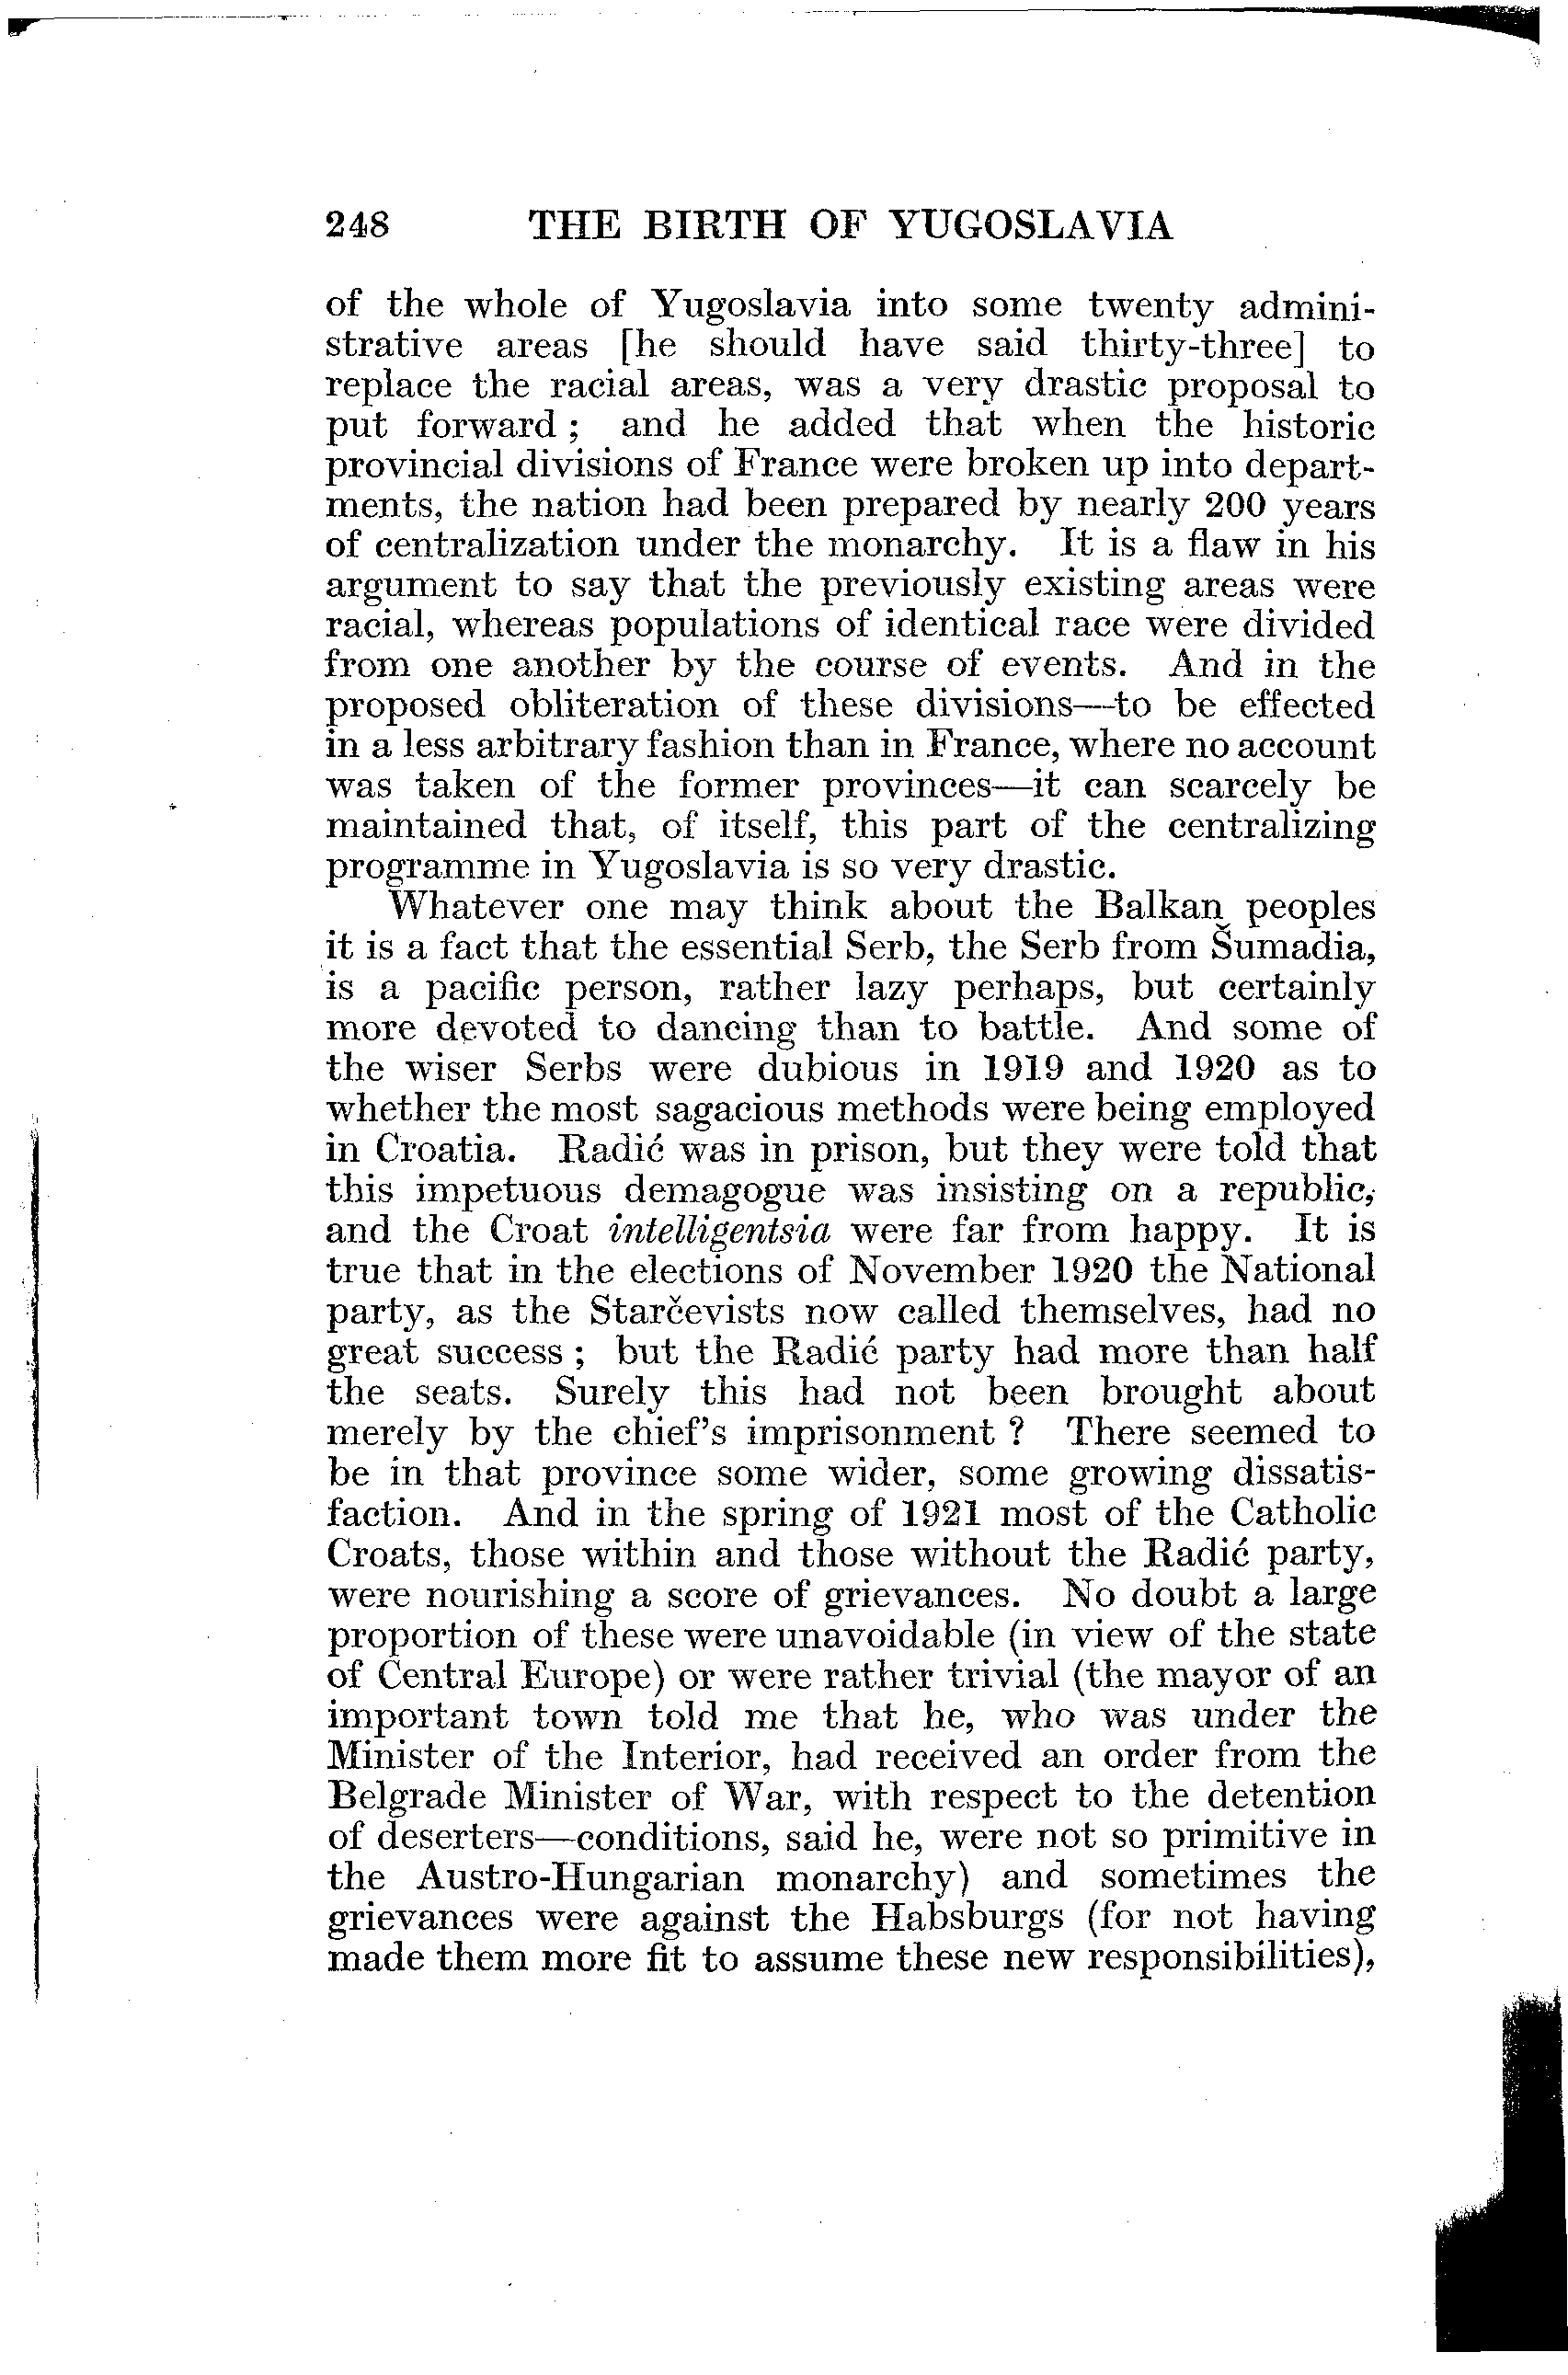 248 THE BIRTH OF YUGOSLAVIA
of the whole of Yugoslavia into some twenty admini-
strative areas [he should have said thirty-three] to
replace the racial areas, was a very drastic proposal to
put forward ; and he added that when the historic
provincial divisions of France were broken up into depart-
ments, the nation had been prepared by nearly 200 years
of centralization under the monarchy. It is a flaw in his
argument to say that the previously existing areas were
racial, whereas populations of identical race were divided
from one another by the course of events. And in the
proposed obliteration of these divisions—to be effected
in a less arbitrary fashion than in France, where no account
was taken of the former provinces—it can scarcely be
maintained that, of itself, this part of the centralizing
programme in Yugoslavia is so very drastic.
Whatever one may think about the Balkan peoples
it is a fact that the essential Serb, the Serb from Šumadia,
is a pacific person, rather lazy perhaps, but certainly
more devoted to dancing than to battle. And some of
the wiser Serbs were dubious in 1919 and 1920 as to
whether the most sagacious methods were being employed
in Croatia. Radić was in prison, but they were told that
this impetuous demagogue was insisting on a republic,
and the Croat intelligentsia were far from happy. It is
true that in the elections of November 1920 the National
party, as the Starčevists now called themselves, had no
great success ; but the Radić party had more than half
the seats. Surely this had not been brought about
merely by the chief's imprisonment ? There seemed to
be in that province some wider, some growing dissatis-
faction. And in the spring of 1921 most of the Catholic
Croats, those within and those without the Radić party,
were nourishing a score of grievances. No doubt a large
proportion of these were unavoidable (in view of the state
of Central Europe) or were rather trivial (the mayor of an
important town told me that he, who was under the
Minister of the Interior, had received an order from the
Belgrade Minister of War, with respect to the detention
of deserters—conditions, said he, were not so primitive in
the Austro-Hungarian monarchy) and sometimes the
grievances were against the Habsburgs (for not having
made them more fit to assume these new responsibilities),